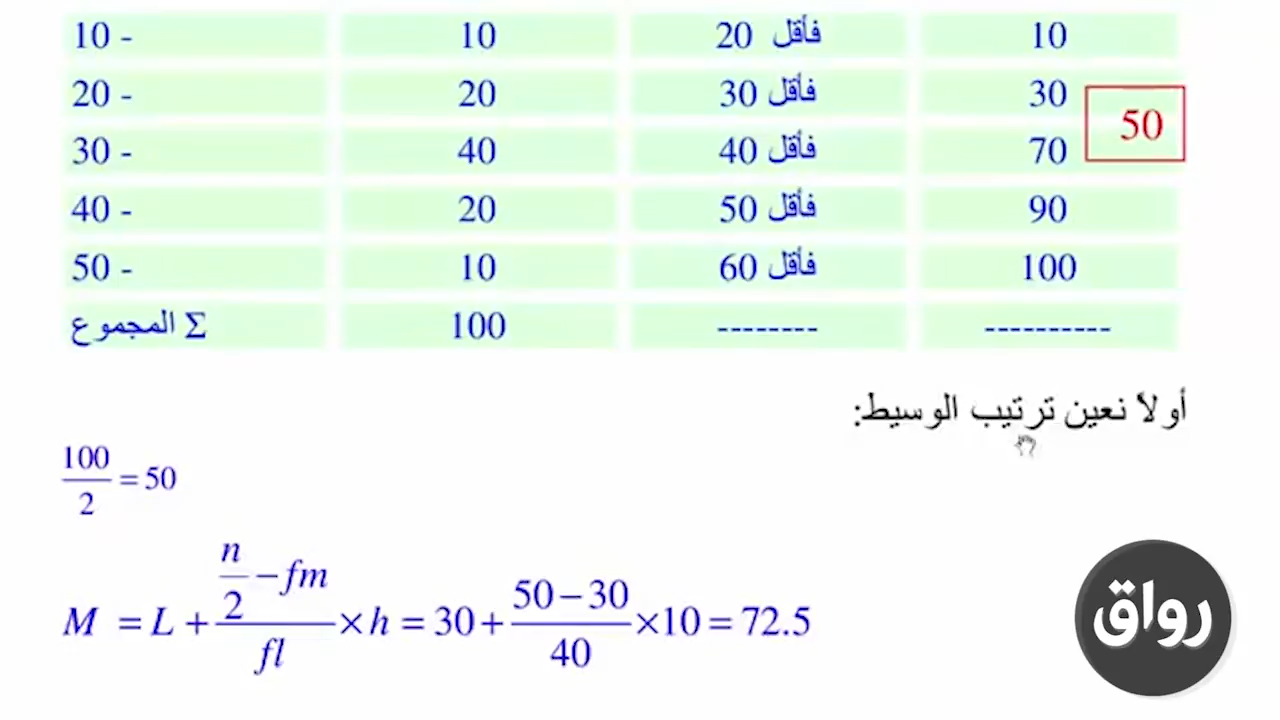 10 - 10 فأقل 20 10
20 - 20 فأقل 30 30
50
30 - 40 فأقل 40 70
40 - 20 فأقل 50 90
50 - 10 فأقل 60 100
المجموع Σ 100 -------- ----------
أولاً نعين ترتيب الوسيط:
100/2 = 50
M = L + (n/2 − fm)/fl × h = 30 + (50 − 30)/40 × 10 = 72.5
رواق